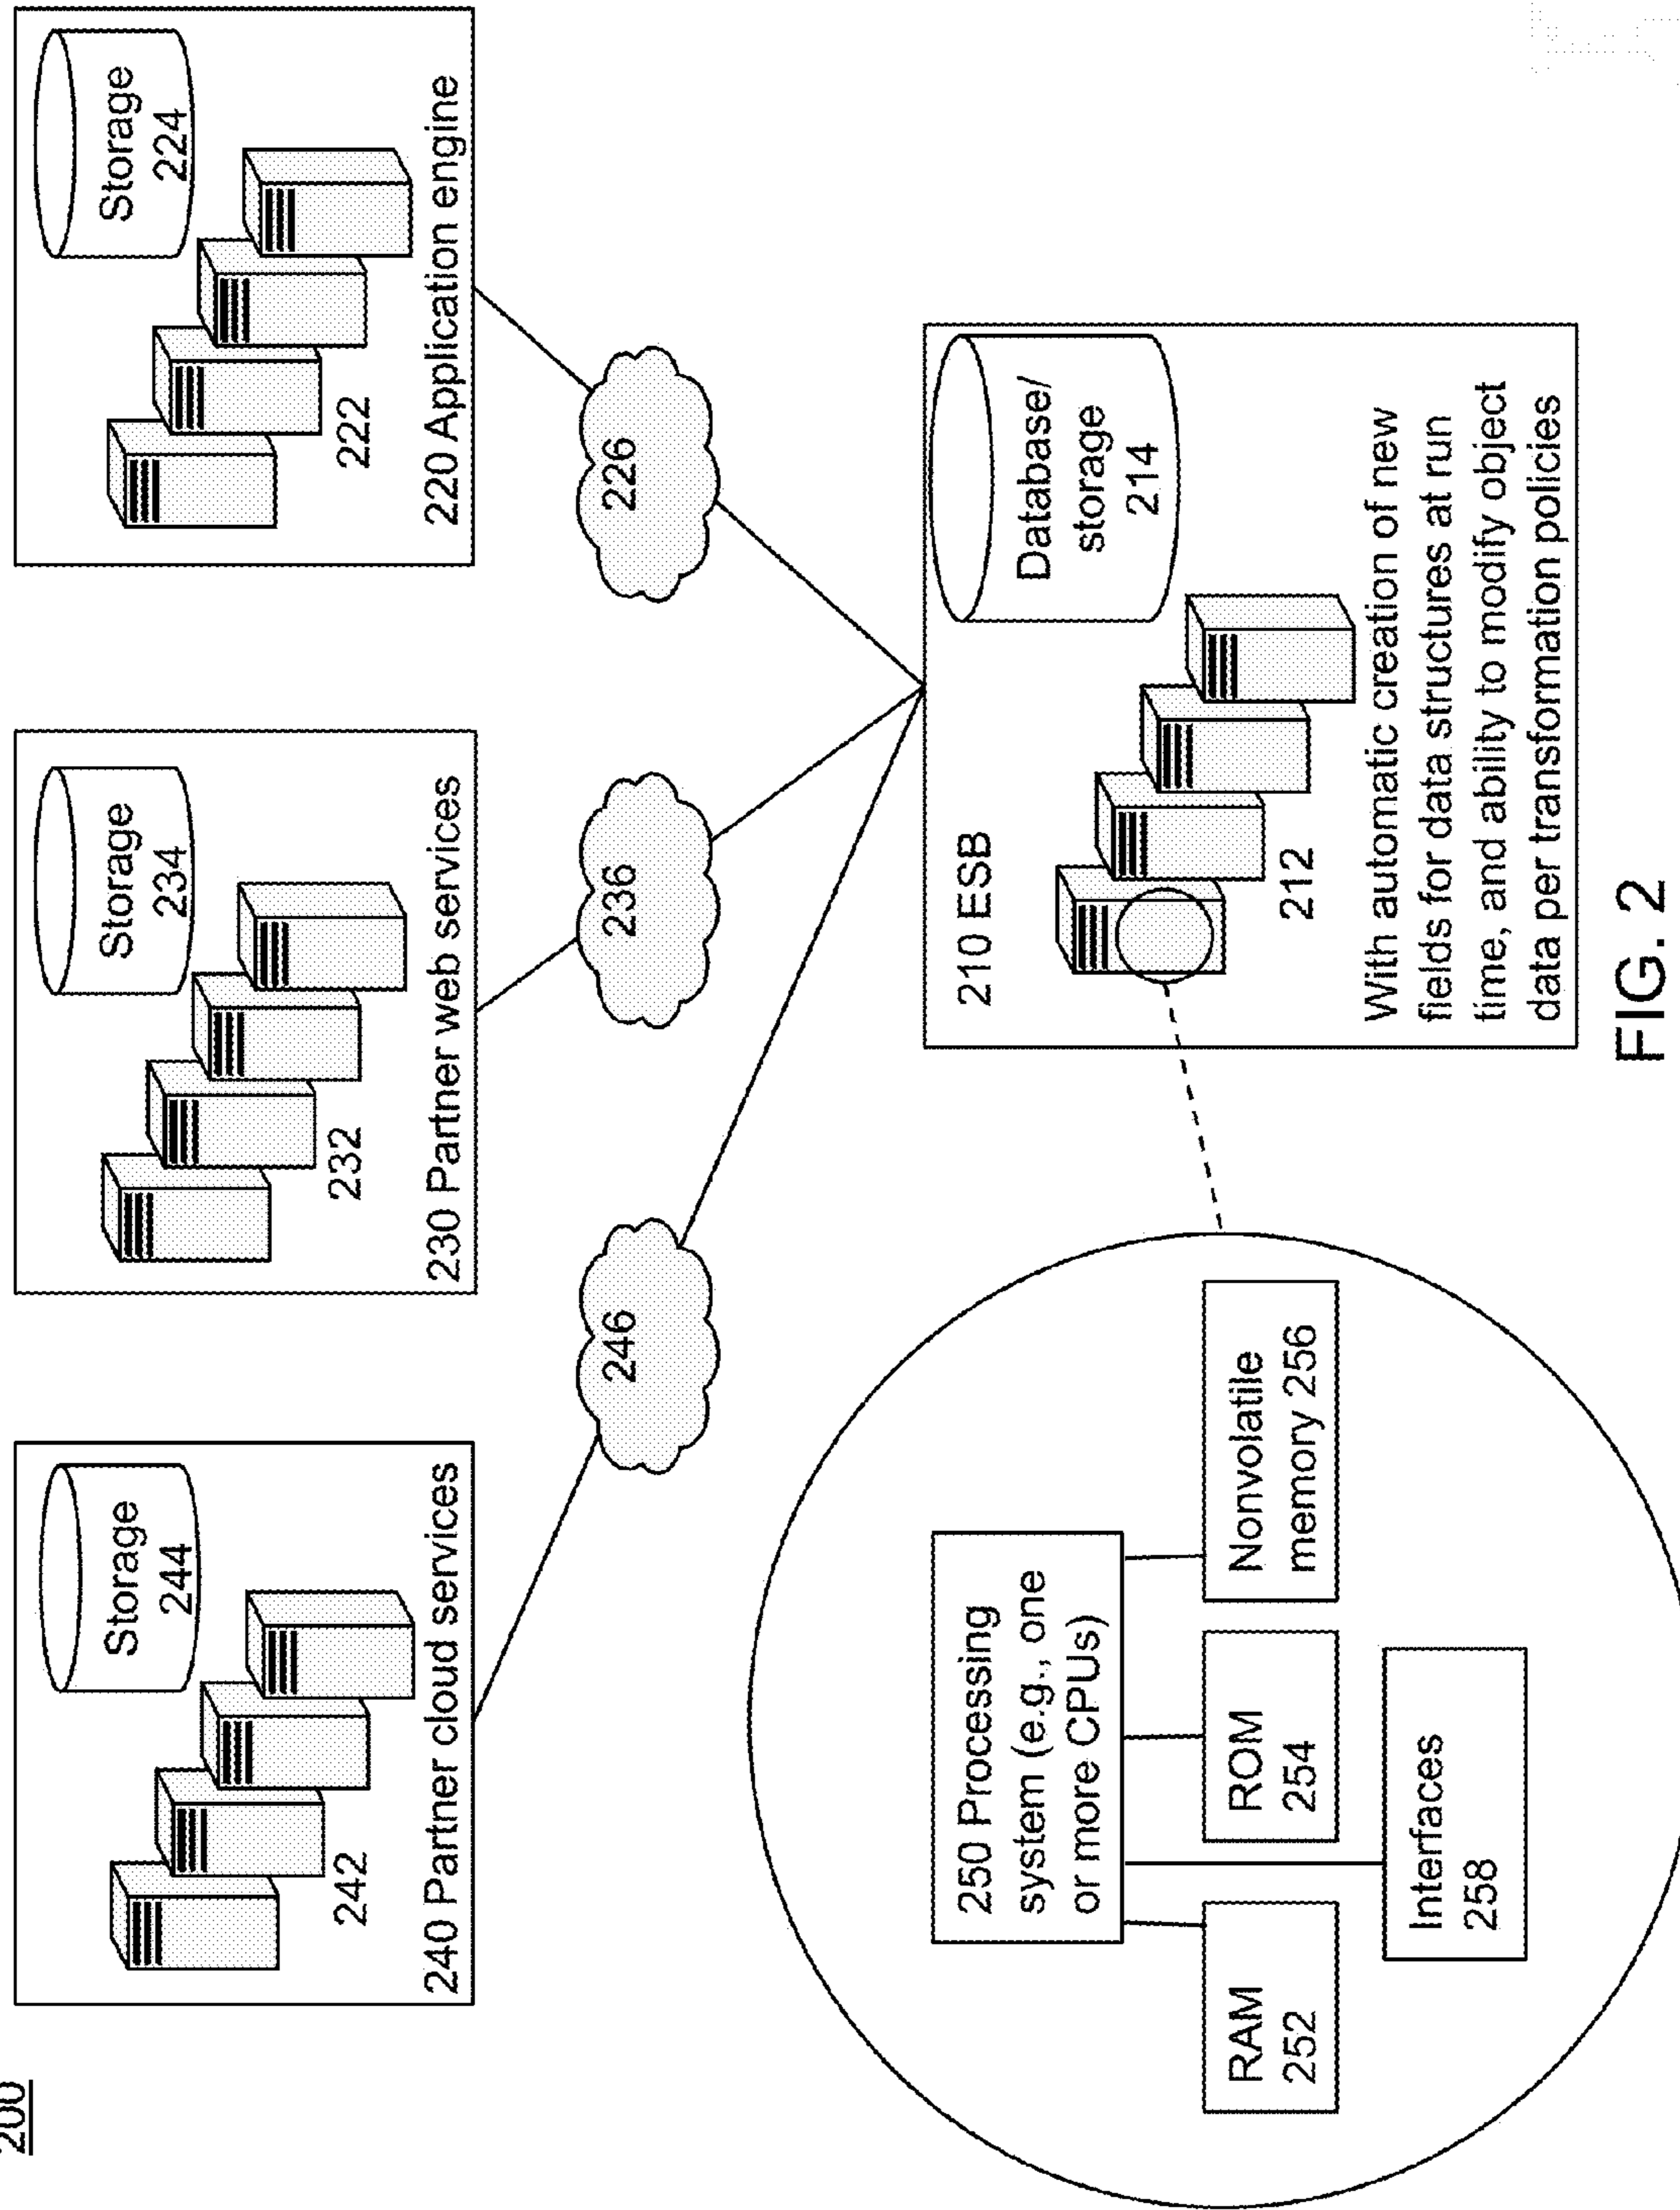 200
Storage
244
242
240 Partner cloud services
Storage
234
232
230 Partner web services
Storage
224
222
220 Application engine
246
236
226
250 Processing
system (e.g., one
or more CPUs)
RAM
252
ROM
254
Nonvolatile
memory 256
Interfaces
258
210 ESB
Database/
storage
214
212
With automatic creation of new
fields for data structures at run
time, and ability to modify object
data per transformation policies
FIG. 2